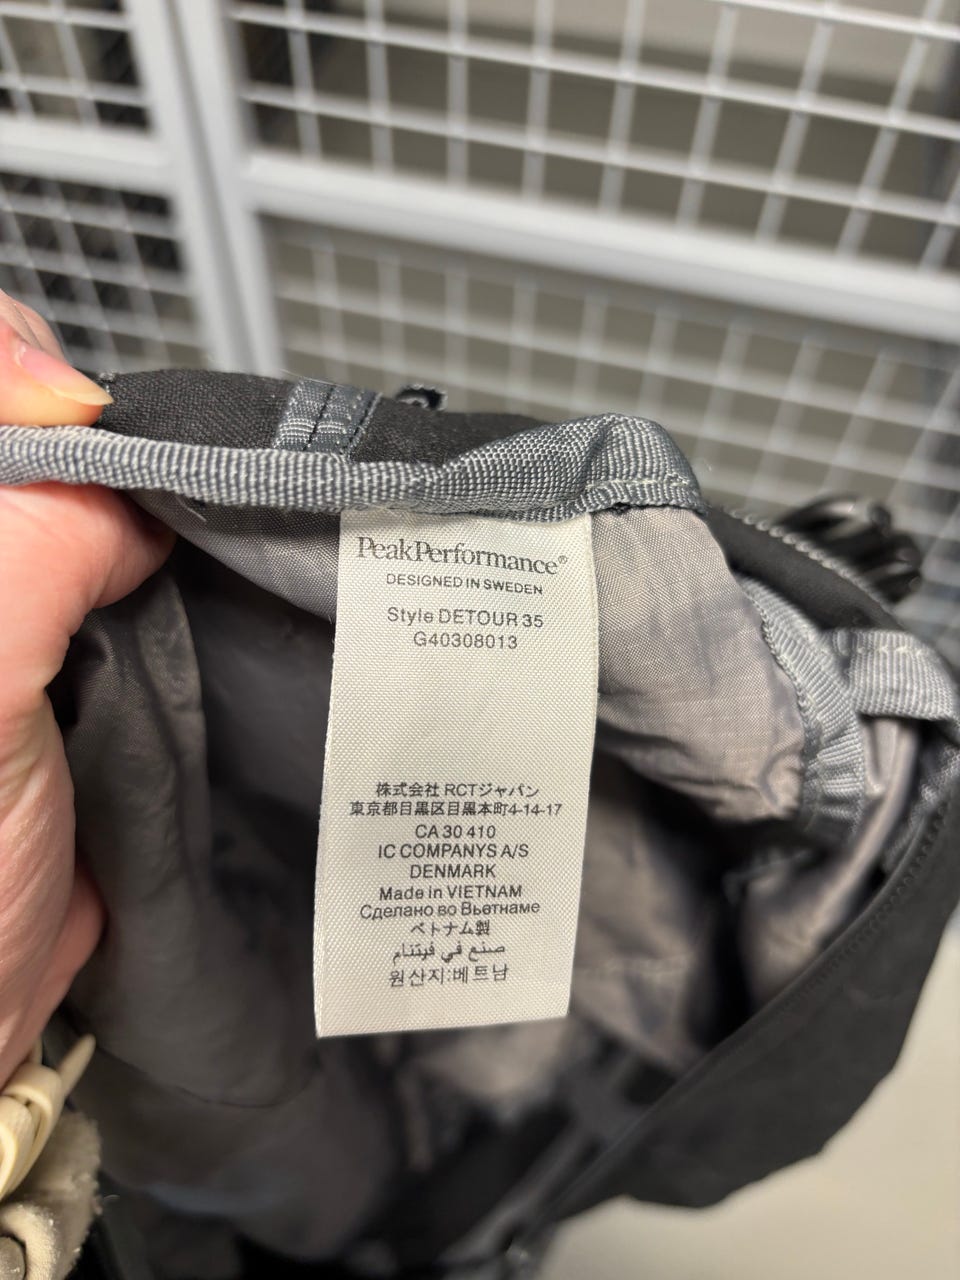 PeakPerformance®
DESIGNED IN SWEDEN
Style DETOUR 35
G40308013
株式会社 RCTジャパン
東京都目黒区目黒本町4-14-17
CA 30 410
IC COMPANYS A/S
DENMARK
Made in VIETNAM
Сделано во Вьетнаме
ベトナム製
صنع في فيتنام
원산지:베트남